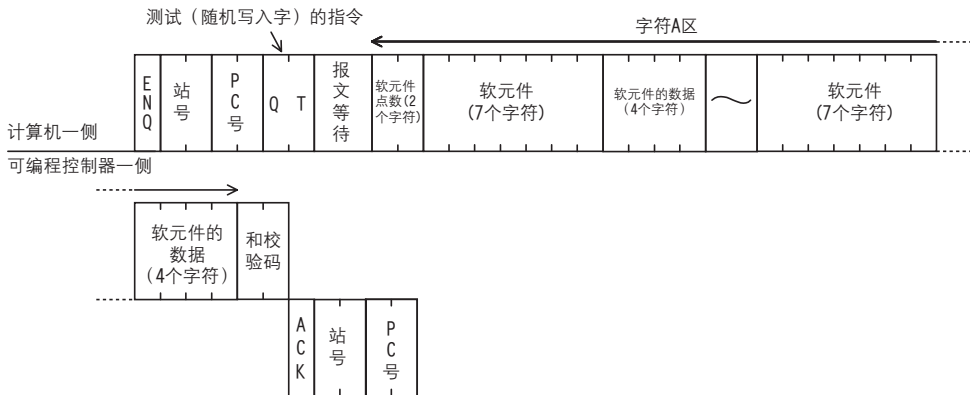 测试（随机写入字）的指令
字符A区
ENQ
站号
PC号
Q T
报文等待
软元件
点数(2
个字符)
软元件
(7个字符)
软元件的数据
(4个字符)
～
软元件
(7个字符)
计算机一侧
可编程控制器一侧
软元件的
数据
(4个字符)
和校
验码
ACK
站号
PC号